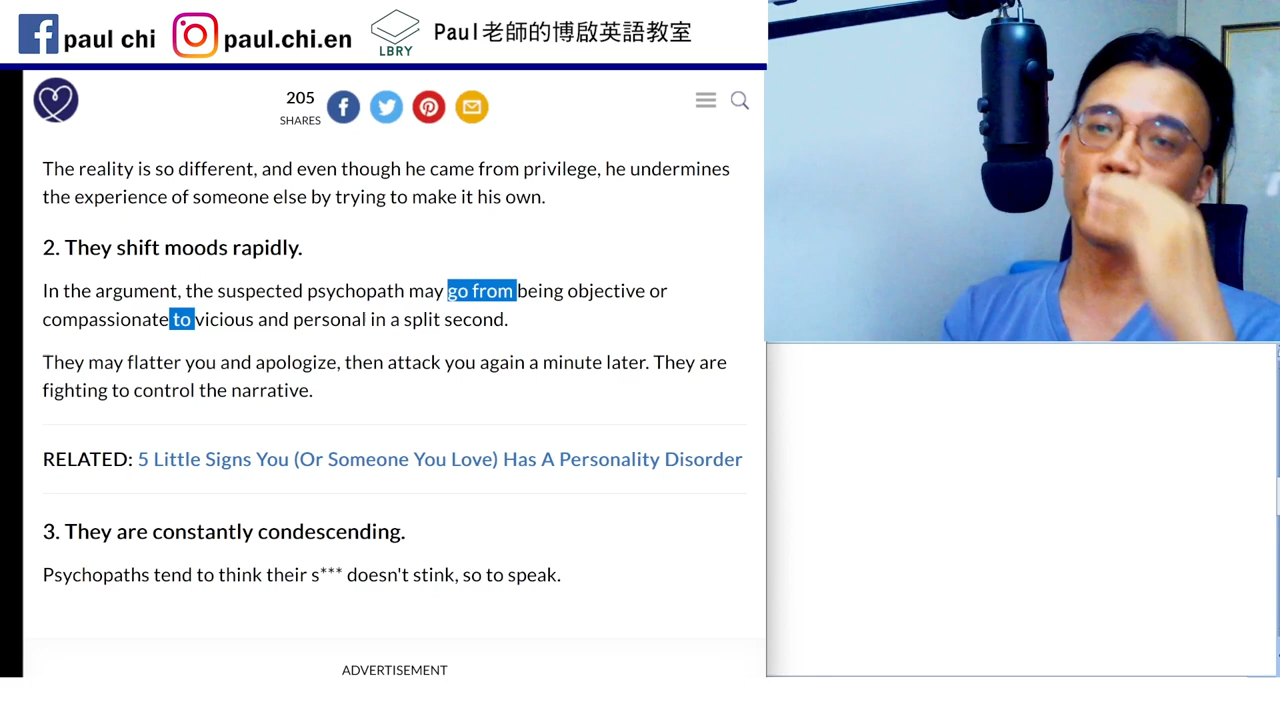 paul chi
paul.chi.en
LBRY
Paul老師的博啟英語教室
205
SHARES
The reality is so different, and even though he came from privilege, he undermines
the experience of someone else by trying to make it his own.
2. They shift moods rapidly.
In the argument, the suspected psychopath may go from being objective or
compassionate to vicious and personal in a split second.
They may flatter you and apologize, then attack you again a minute later. They are
fighting to control the narrative.
RELATED: 5 Little Signs You (Or Someone You Love) Has A Personality Disorder
3. They are constantly condescending.
Psychopaths tend to think their s*** doesn't stink, so to speak.
ADVERTISEMENT